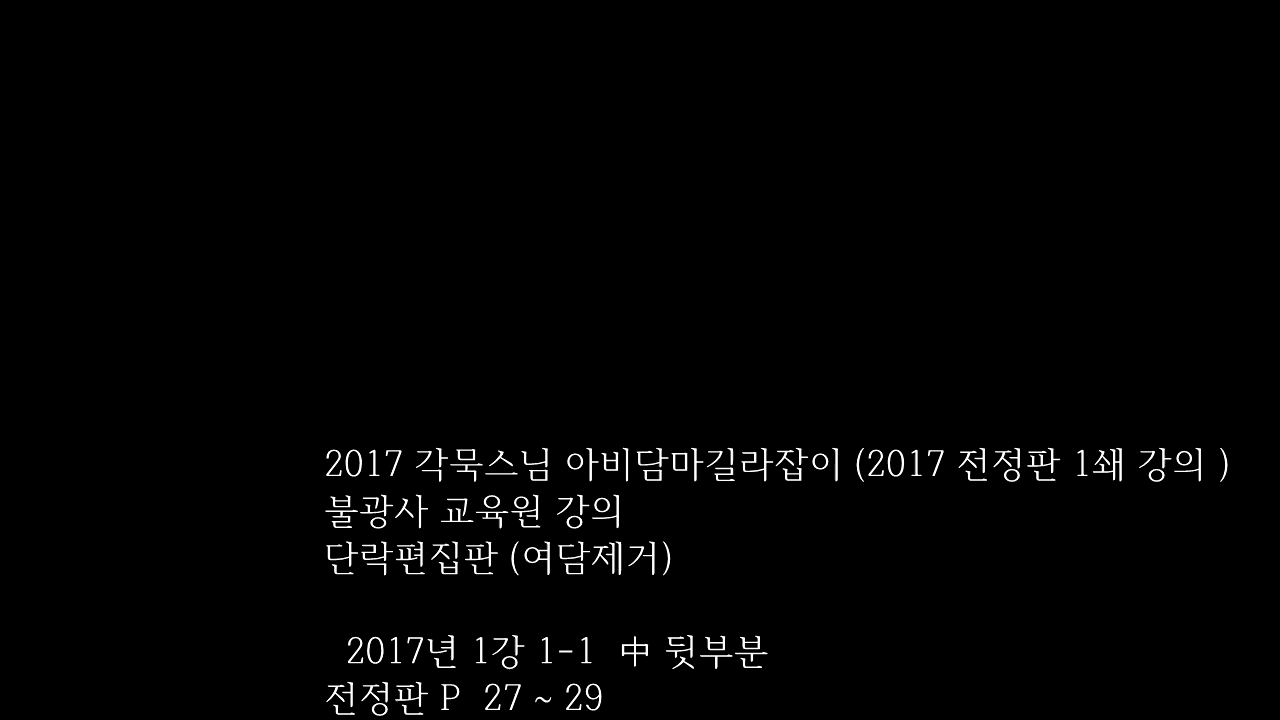 2017 각묵스님 아비담마길라잡이 (2017 전정판 1쇄 강의 )
불광사 교육원 강의
단락편집판 (여담제거)
2017년 1강 1-1 中 뒷부분
전정판 P 27 ~ 29